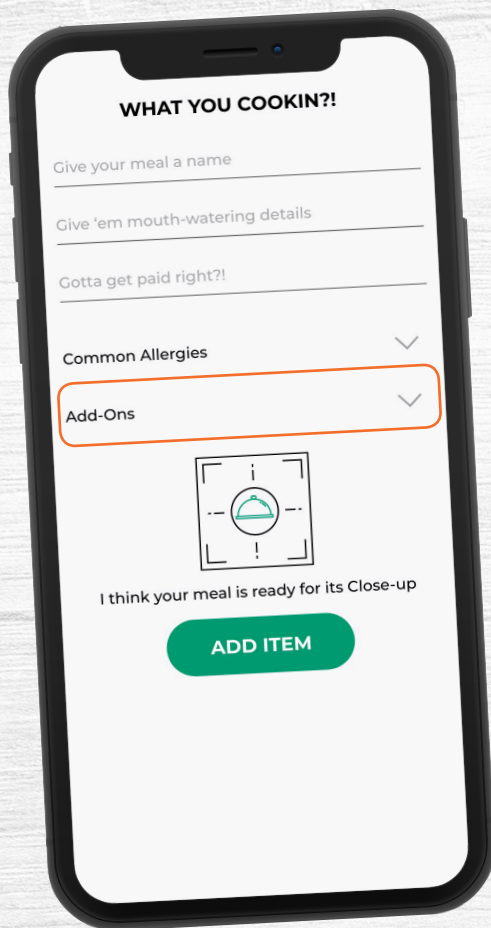 WHAT YOU COOKIN?!
Give your meal a name
Give ‘em mouth-watering details
Gotta get paid right?!
Common Allergies
Add-Ons
I think your meal is ready for its Close-up
ADD ITEM